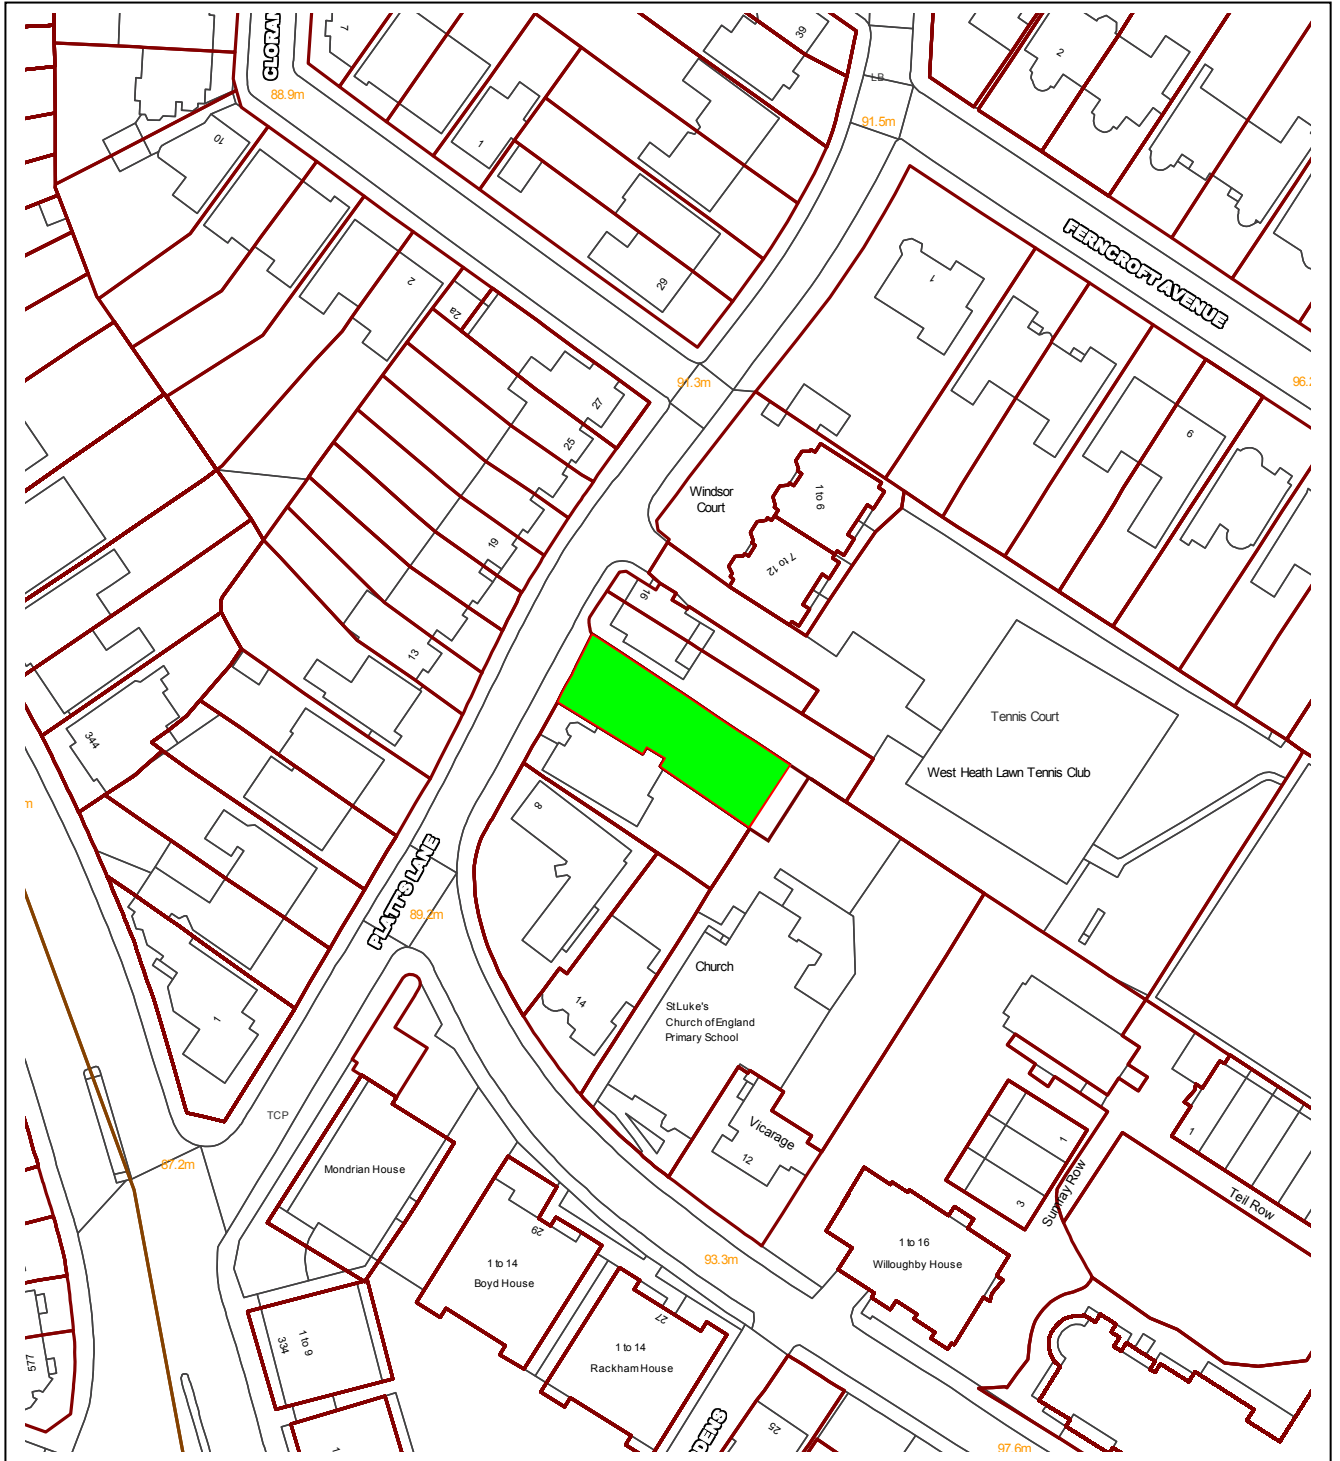 CLORAN
7
39
2
LB
88.9m
91.5m
10
1
FERNCROFT AVENUE
1
2
29
2a
91.3m
96.
27
25
6
Windsor
Court
1 to 6
19
7 to 12
16
13
Tennis Court
344
West Heath Lawn Tennis Club
m
8
PLATT'S LANE
89.2m
Church
14
St Luke's
Church of England
Primary School
1
TCP
Vicarage
12
1
1
87.2m
Mondrian House
3
Sunray Row
Teil Row
29
1 to 14
Boyd House
93.3m
1 to 16
Willoughby House
27
1 to 9
334
1 to 14
Rackham House
577
DENS
25
97.6m
1